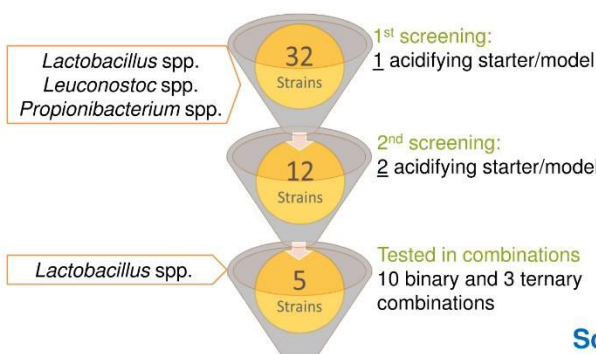 Lactobacillus spp.
Leuconostoc spp.
Propionibacterium spp.
32
Strains
1st screening:
1 acidifying starter/model
12
Strains
2nd screening:
2 acidifying starter/model
Lactobacillus spp.
5
Strains
Tested in combinations
10 binary and 3 ternary
combinations